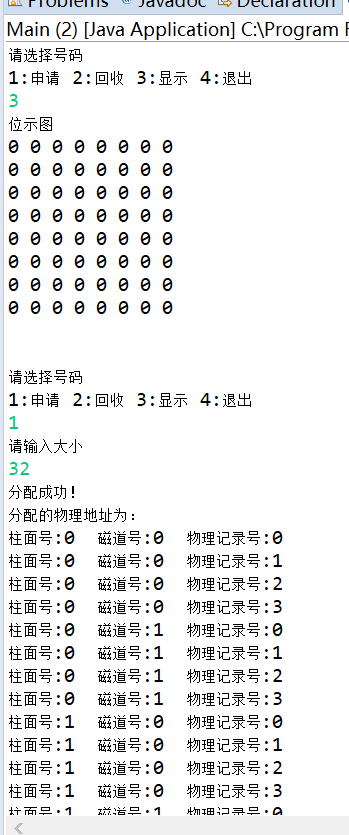 Problems @ Javadoc Declaration
Main (2) [Java Application] C:\Program F
请选择号码
1:申请 2:回收 3:显示 4:退出
3
位示图
0 0 0 0 0 0 0 0
0 0 0 0 0 0 0 0
0 0 0 0 0 0 0 0
0 0 0 0 0 0 0 0
0 0 0 0 0 0 0 0
0 0 0 0 0 0 0 0
0 0 0 0 0 0 0 0
0 0 0 0 0 0 0 0
请选择号码
1:申请 2:回收 3:显示 4:退出
1
请输入大小
32
分配成功!
分配的物理地址为:
柱面号:0 磁道号:0 物理记录号:0
柱面号:0 磁道号:0 物理记录号:1
柱面号:0 磁道号:0 物理记录号:2
柱面号:0 磁道号:0 物理记录号:3
柱面号:0 磁道号:1 物理记录号:0
柱面号:0 磁道号:1 物理记录号:1
柱面号:0 磁道号:1 物理记录号:2
柱面号:0 磁道号:1 物理记录号:3
柱面号:1 磁道号:0 物理记录号:0
柱面号:1 磁道号:0 物理记录号:1
柱面号:1 磁道号:0 物理记录号:2
柱面号:1 磁道号:0 物理记录号:3
柱面号:1 磁道号:1 物理记录号:0